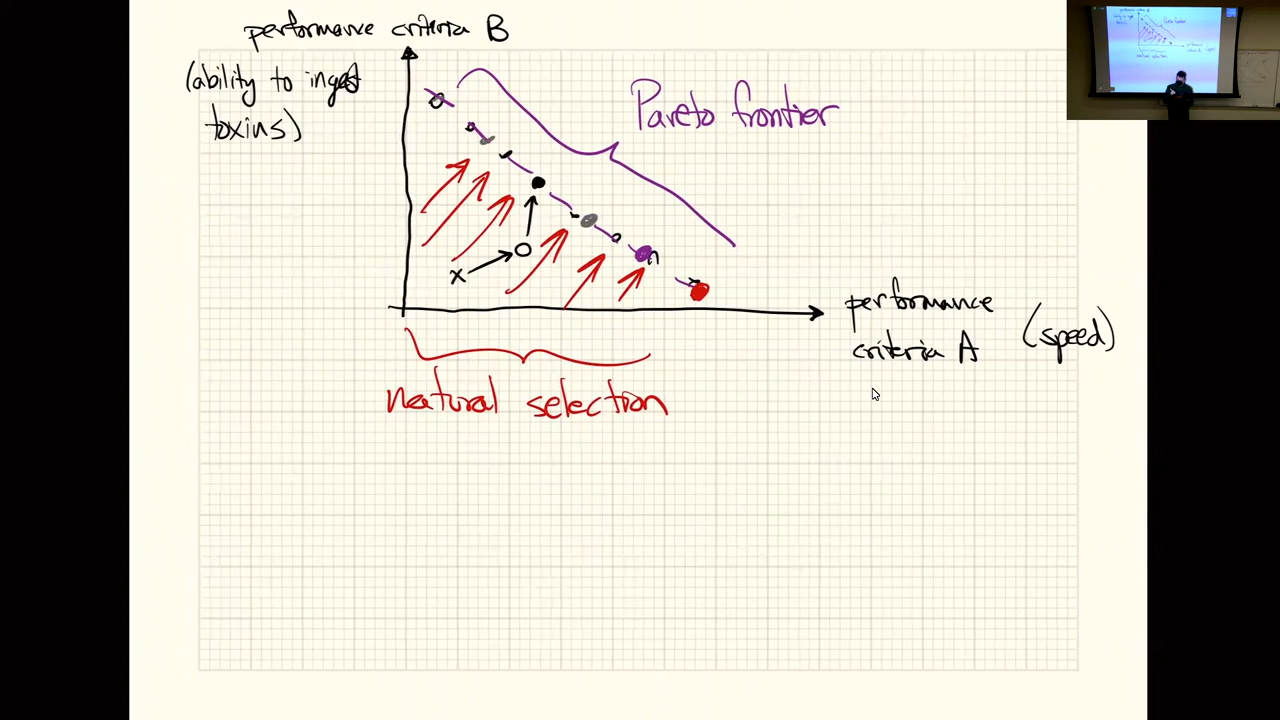 performance criteria B
(ability to ingest
toxins)
Pareto frontier
performance
criteria A
(speed)
natural selection